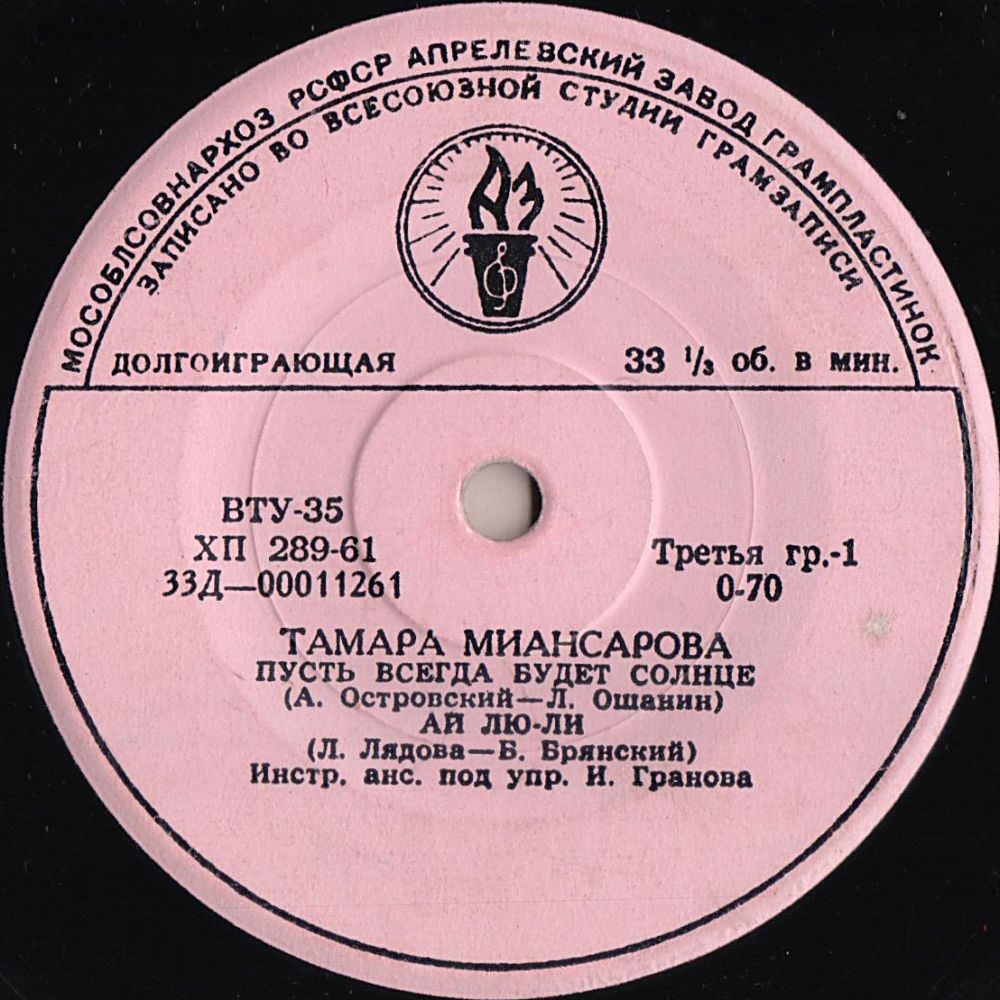 МОСОБЛСОВНАРХОЗ РСФСР АПРЕЛЕВСКИЙ ЗАВОД ГРАМПЛАСТИНОК
ЗАПИСАНО ВО ВСЕСОЮЗНОЙ СТУДИИ ГРАМЗАПИСИ
АЗ
ДОЛГОИГРАЮЩАЯ 33 ⅓ об. в мин.
ВТУ-35
ХП 289-61 Третья гр.-1
33Д—00011261 0-70
ТАМАРА МИАНСАРОВА
ПУСТЬ ВСЕГДА БУДЕТ СОЛНЦЕ
(А. Островский—Л. Ошанин)
АЙ ЛЮ-ЛИ
(Л. Лядова—Б. Брянский)
Инстр. анс. под упр. И. Гранова